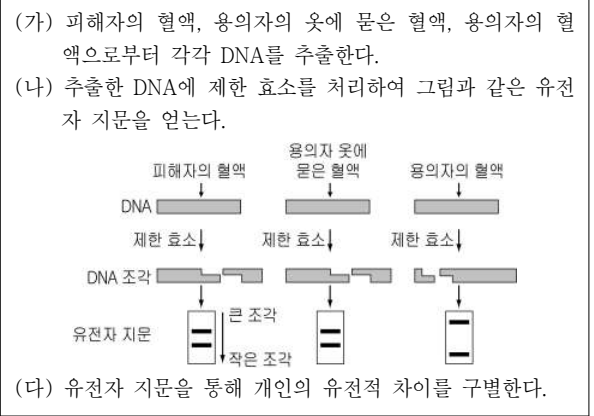 (가) 피해자의 혈액, 용의자의 옷에 묻은 혈액, 용의자의 혈
액으로부터 각각 DNA를 추출한다.
(나) 추출한 DNA에 제한 효소를 처리하여 그림과 같은 유전
자 지문을 얻는다.
피해자의 혈액
용의자 옷에
묻은 혈액
용의자의 혈액
DNA
제한 효소
제한 효소
제한 효소
DNA 조각
유전자 지문
큰 조각
작은 조각
(다) 유전자 지문을 통해 개인의 유전적 차이를 구별한다.